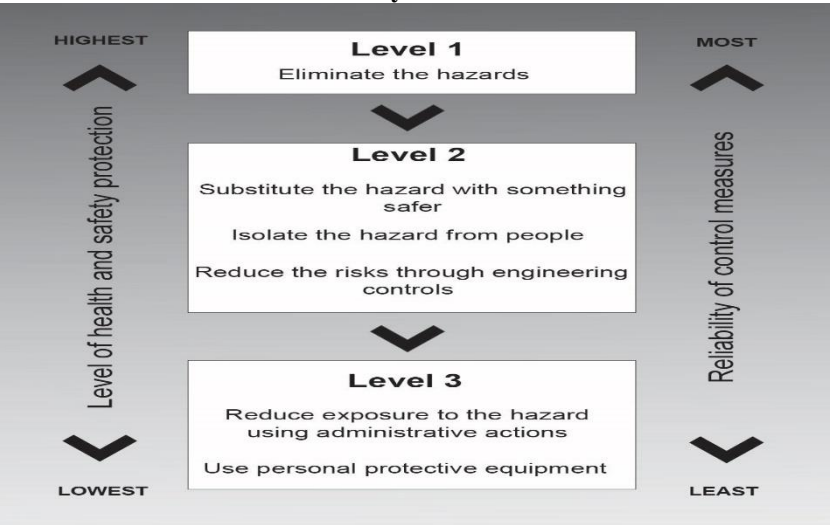 HIGHEST
Level 1
Eliminate the hazards
MOST
Level of health and safety protection
Level 2
Substitute the hazard with something
safer
Isolate the hazard from people
Reduce the risks through engineering
controls
Reliability of control measures
Level 3
Reduce exposure to the hazard
using administrative actions
Use personal protective equipment
LOWEST
LEAST